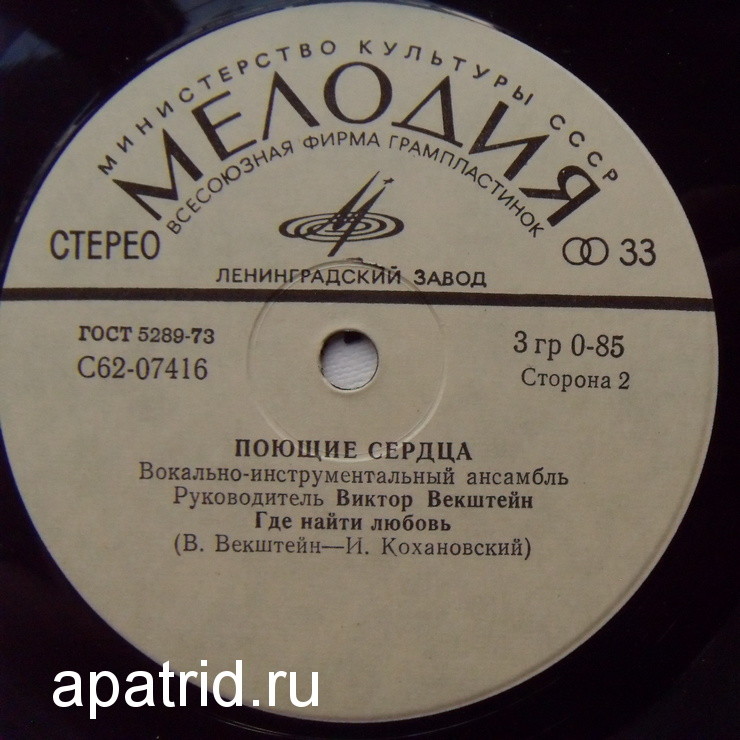 МИНИСТЕРСТВО КУЛЬТУРЫ СССР
МЕЛОДИЯ
ВСЕСОЮЗНАЯ ФИРМА ГРАМПЛАСТИНОК
СТЕРЕО
33
ЛЕНИНГРАДСКИЙ ЗАВОД
ГОСТ 5289-73
3 гр 0-85
С62-07416
Сторона 2
ПОЮЩИЕ СЕРДЦА
Вокально-инструментальный ансамбль
Руководитель Виктор Векштейн
Где найти любовь
(В. Векштейн—И. Кохановский)
apatrid.ru